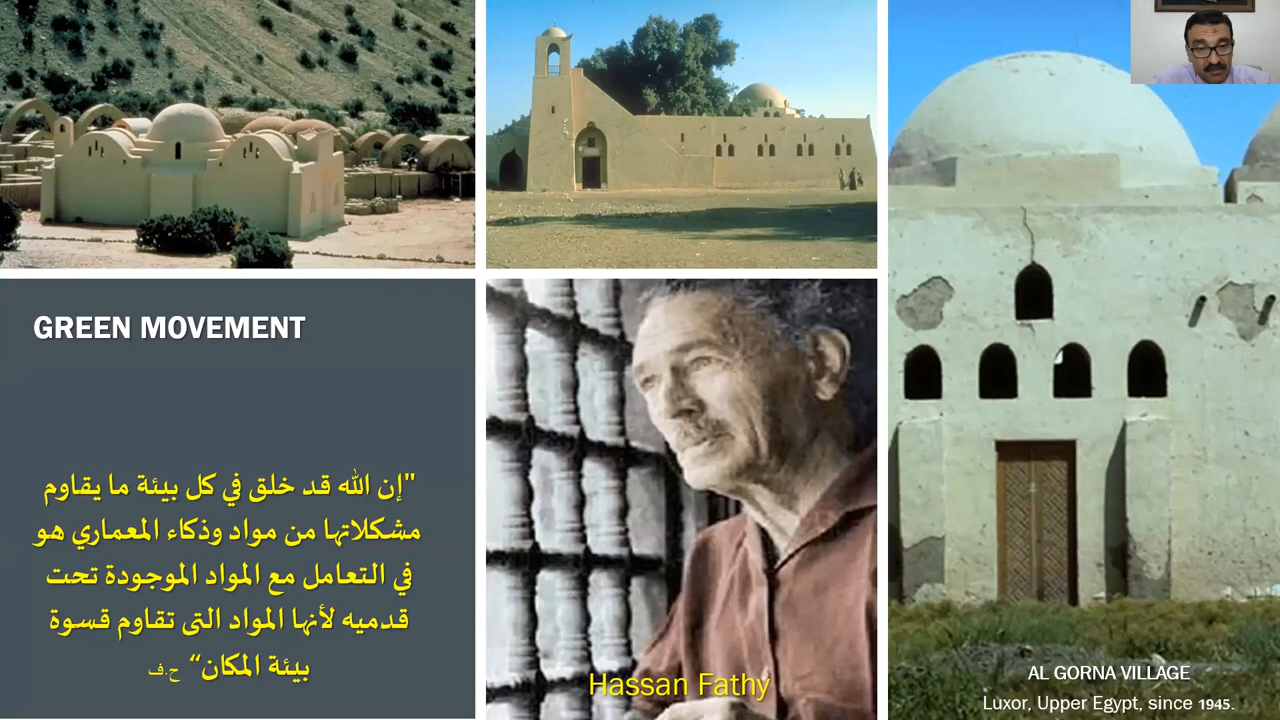 GREEN MOVEMENT
"إن الله قد خلق في كل بيئة ما يقاوم
مشكلاتها من مواد وذكاء المعماري هو
في التعامل مع المواد الموجودة تحت
قدميه لأنها المواد التى تقاوم قسوة
بيئة المكان“ ح.ف
Hassan Fathy
AL GORNA VILLAGE
Luxor, Upper Egypt, since 1945.